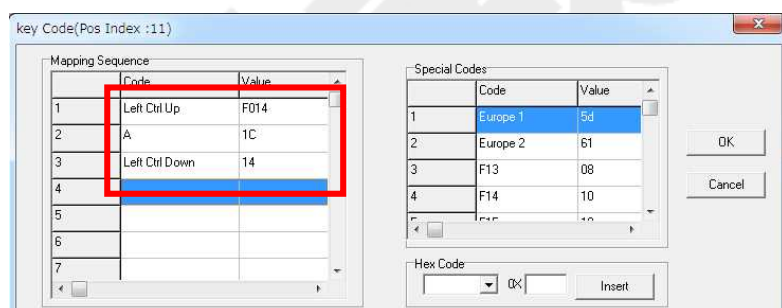 key Code(Pos Index :11)
Mapping Sequence
Code Value
1 Left Ctrl Up F014
2 A 1C
3 Left Ctrl Down 14
4
5
6
7
Special Codes
Code Value
1 Europe 1 5d
2 Europe 2 61
3 F13 08
4 F14 10
OK
Cancel
Hex Code
0X
Insert